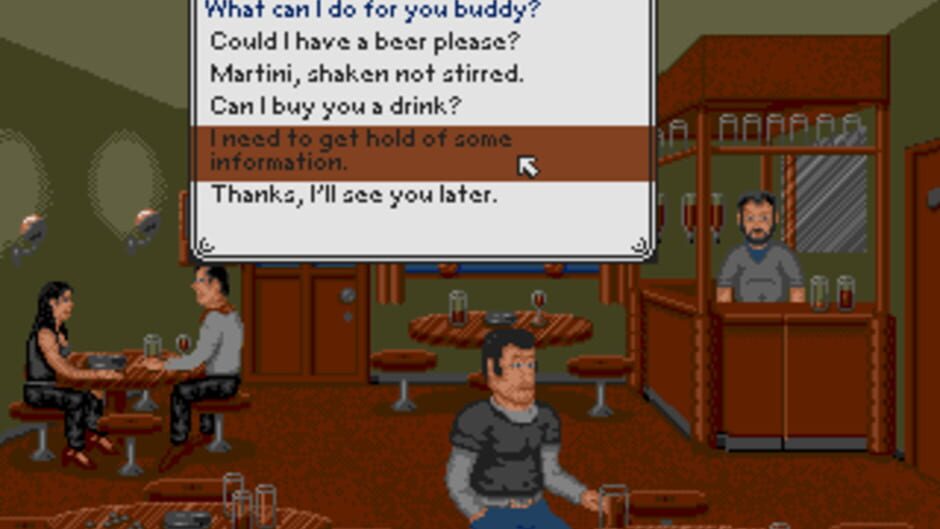 What can I do for you buddy?
Could I have a beer please?
Martini, shaken not stirred.
Can I buy you a drink?
I need to get hold of some
information.
Thanks, I'll see you later.